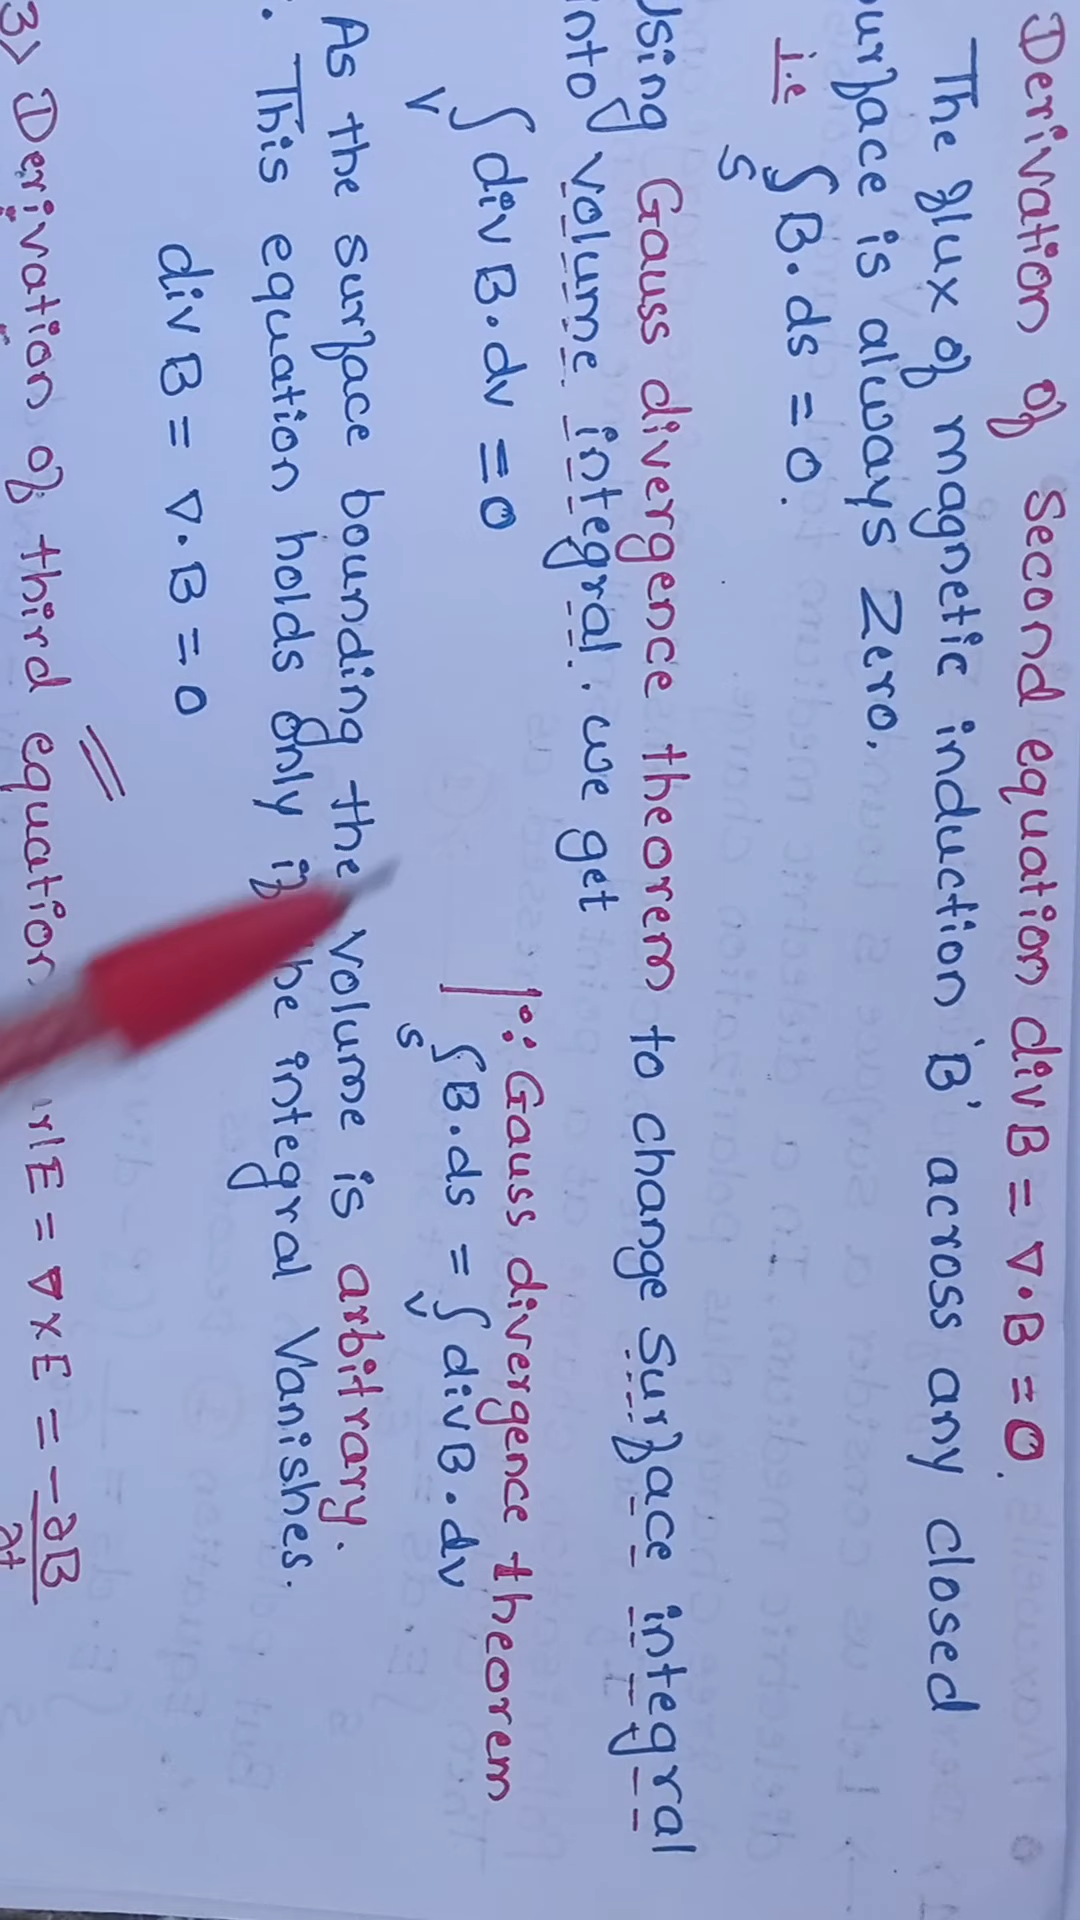 Derivation of second equation div B = ∇·B = 0.
The flux of magnetic induction 'B' across any closed
surface is always Zero.
i.e ∫S B·ds = 0.
Using Gauss divergence theorem to change surface integral
into volume integral. we get
∫V div B·dv = 0
∵ Gauss divergence theorem
∫S B·ds = ∫V div B·dv
As the surface bounding the volume is arbitrary.
∴ This equation holds only if the integral Vanishes.
div B = ∇·B = 0
3) Derivation of third equation E = ∇×E = -∂B/∂t